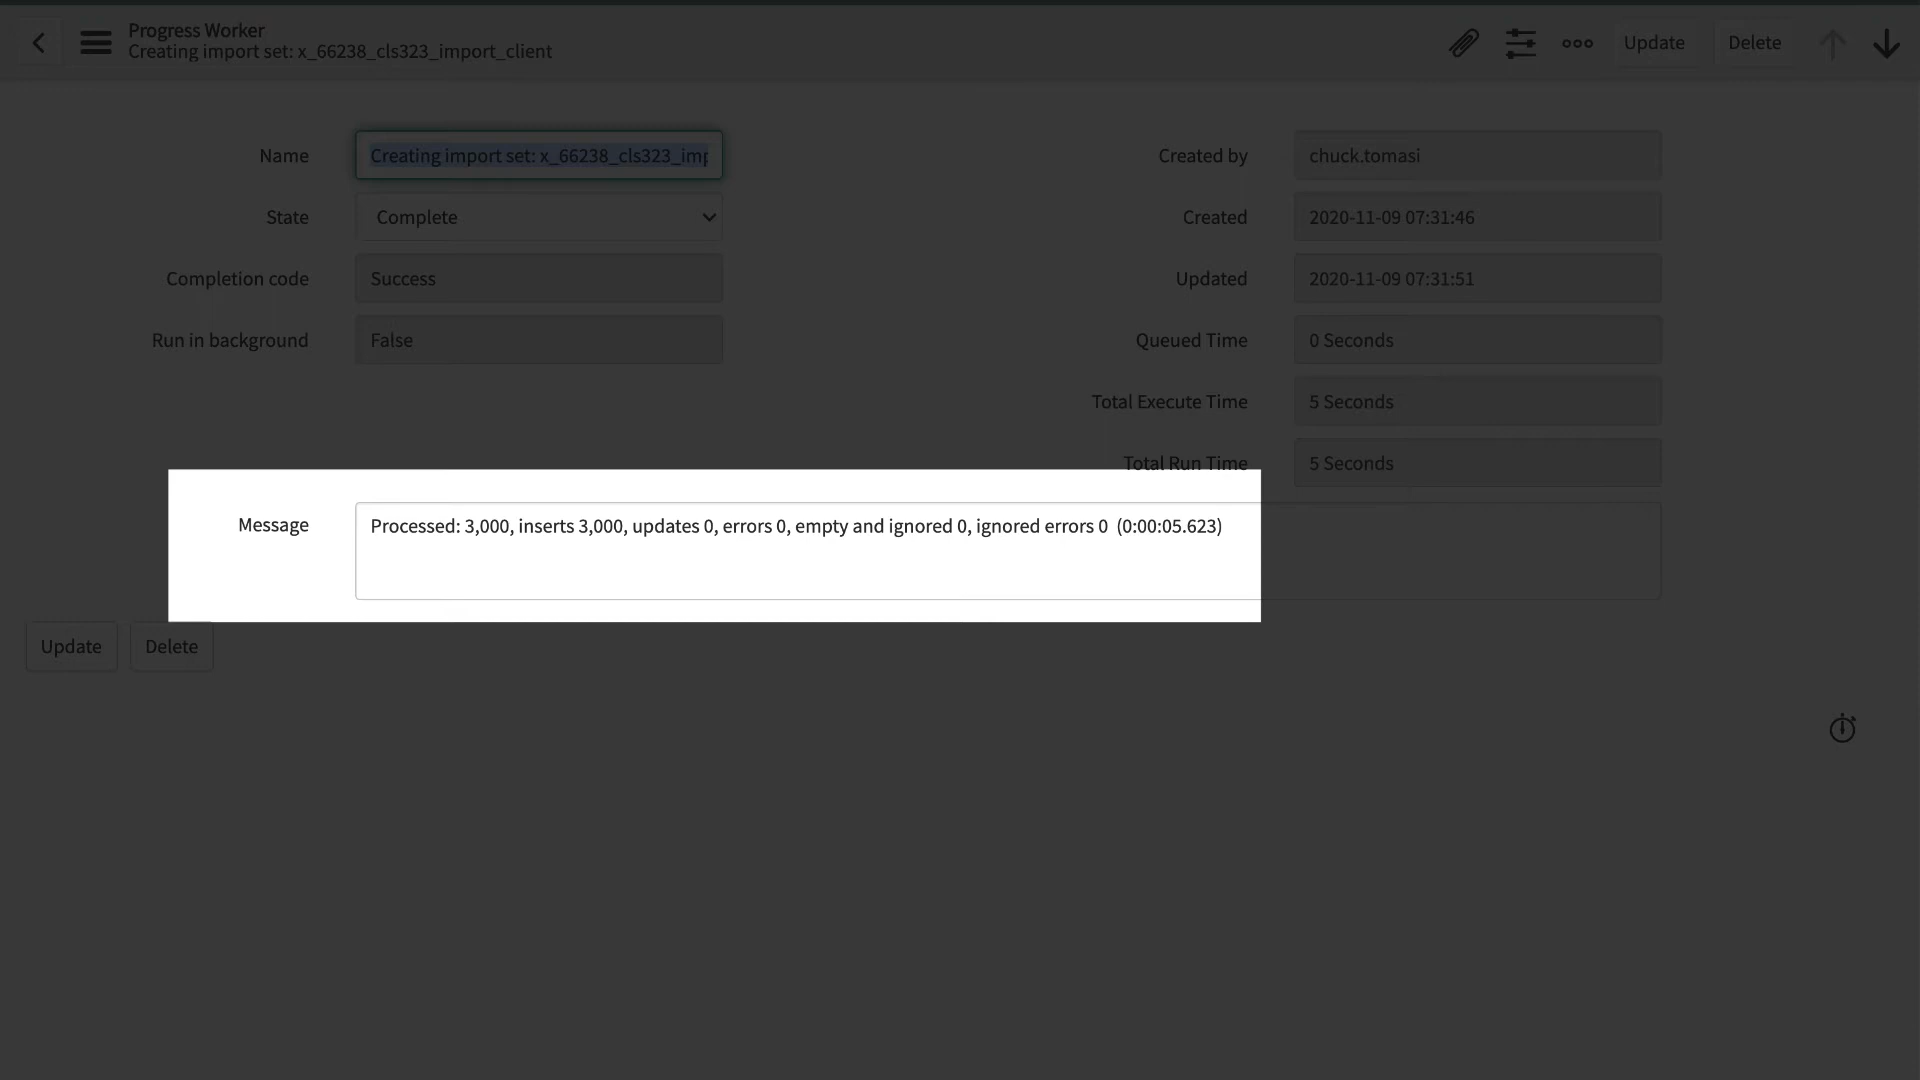 Progress Worker
Creating import set: x_66238_cls323_import_client
Update
Delete
Name
Creating import set: x_66238_cls323_imp
Created by
chuck.tomasi
State
Complete
Created
2020-11-09 07:31:46
Completion code
Success
Updated
2020-11-09 07:31:51
Run in background
False
Queued Time
0 Seconds
Total Execute Time
5 Seconds
Total Run Time
5 Seconds
Message
Processed: 3,000, inserts 3,000, updates 0, errors 0, empty and ignored 0, ignored errors 0 (0:00:05.623)
Update
Delete